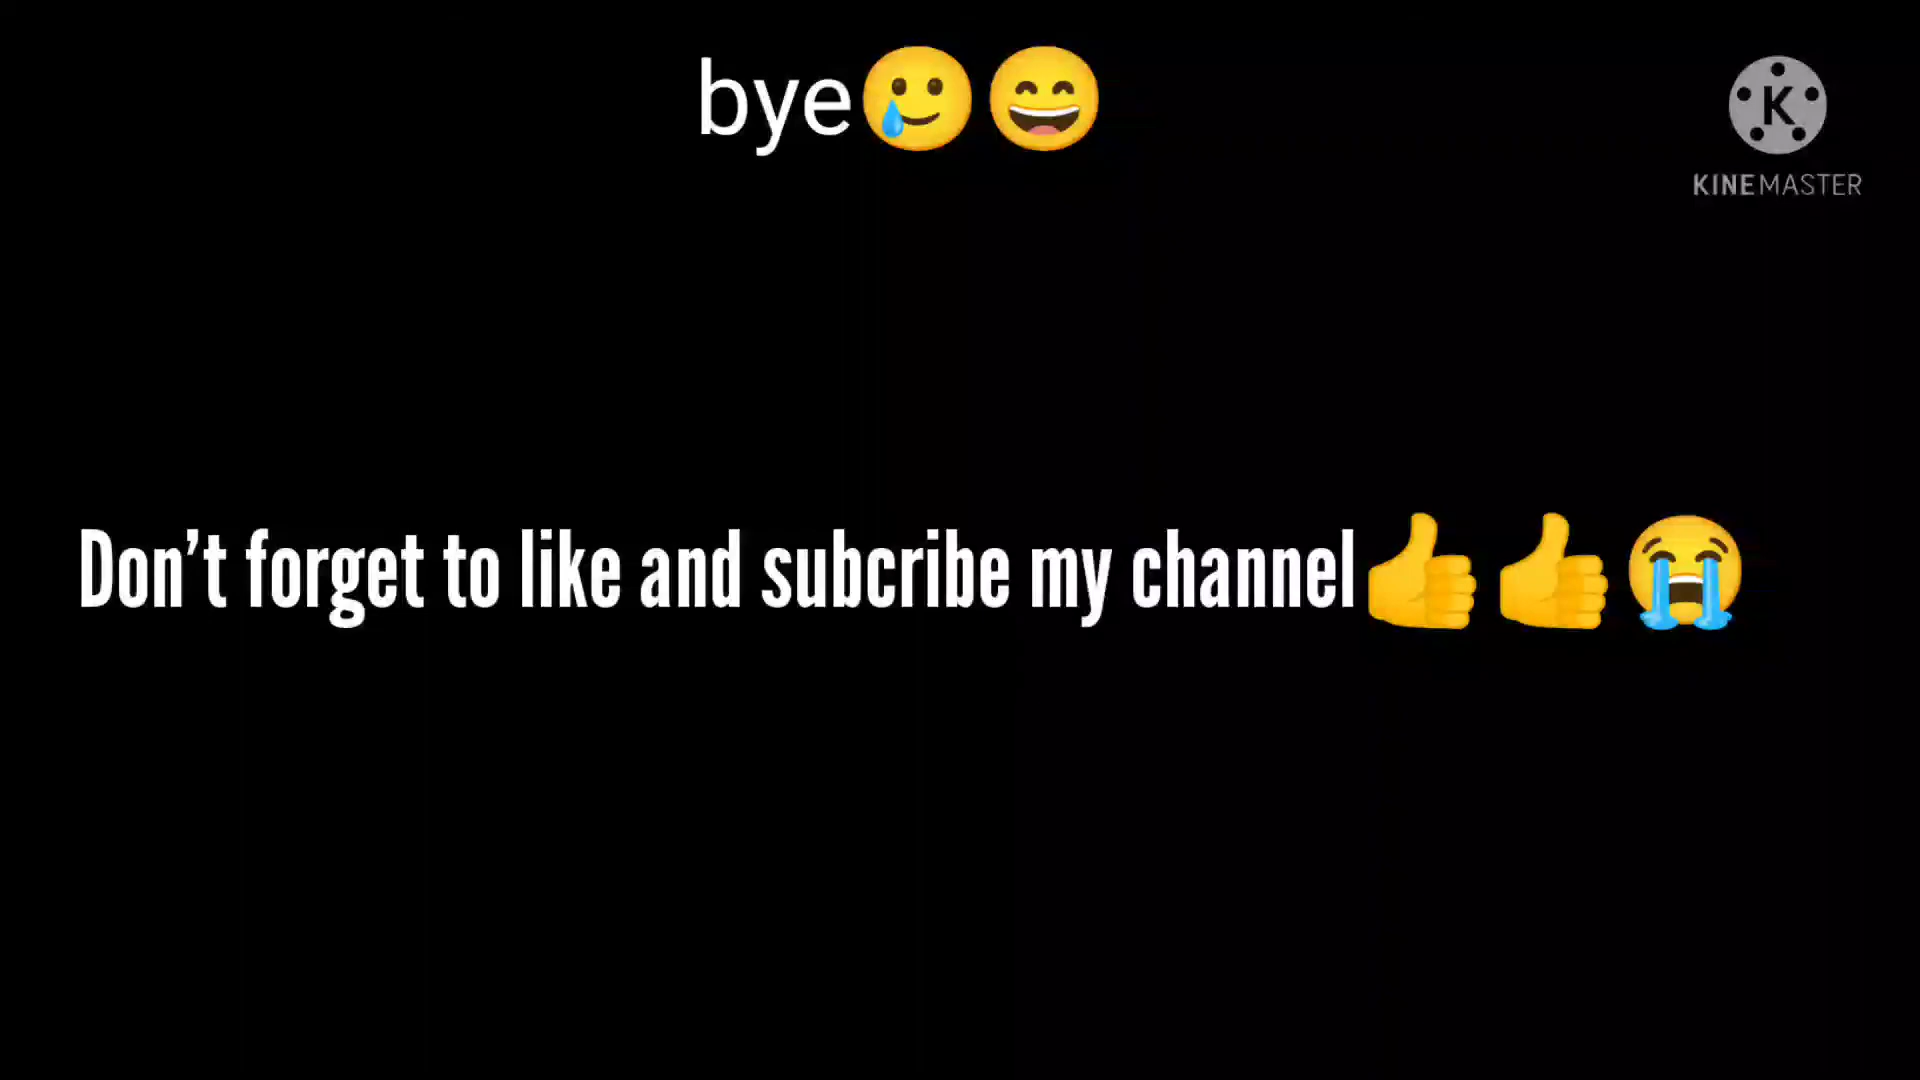 bye🥲😄
K
KINEMASTER
Don't forget to like and subcribe my channel👍👍😭